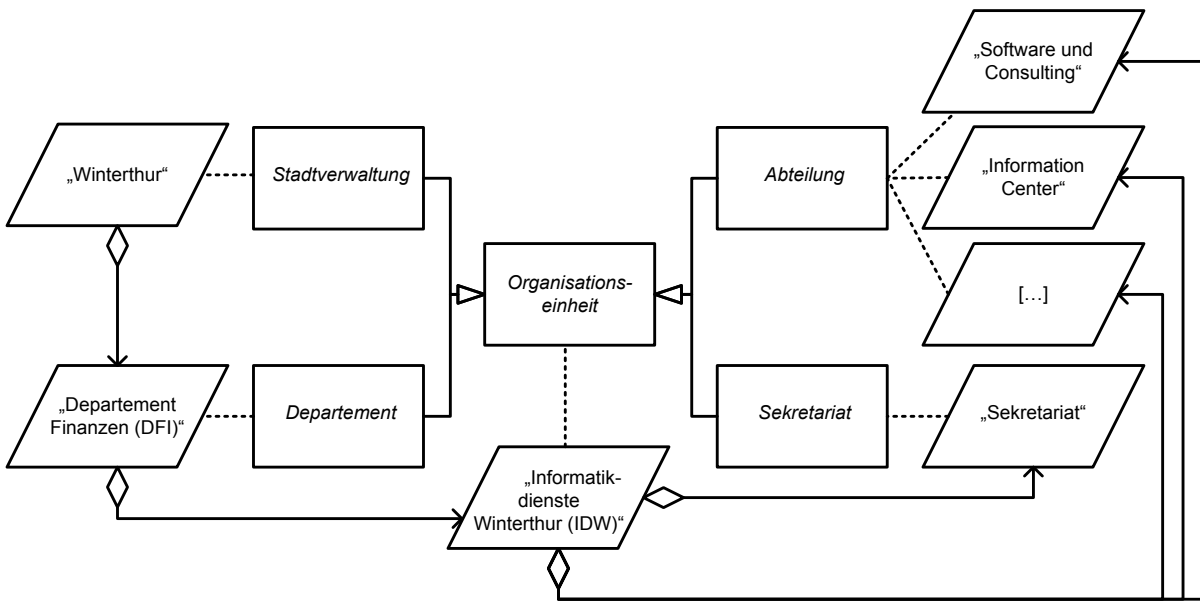 „Software und
Consulting“
„Winterthur“
Stadtverwaltung
Abteilung
„Information
Center“
Organisations-
einheit
[…]
„Departement
Finanzen (DFI)“
Departement
Sekretariat
„Sekretariat“
„Informatik-
dienste
Winterthur (IDW)“